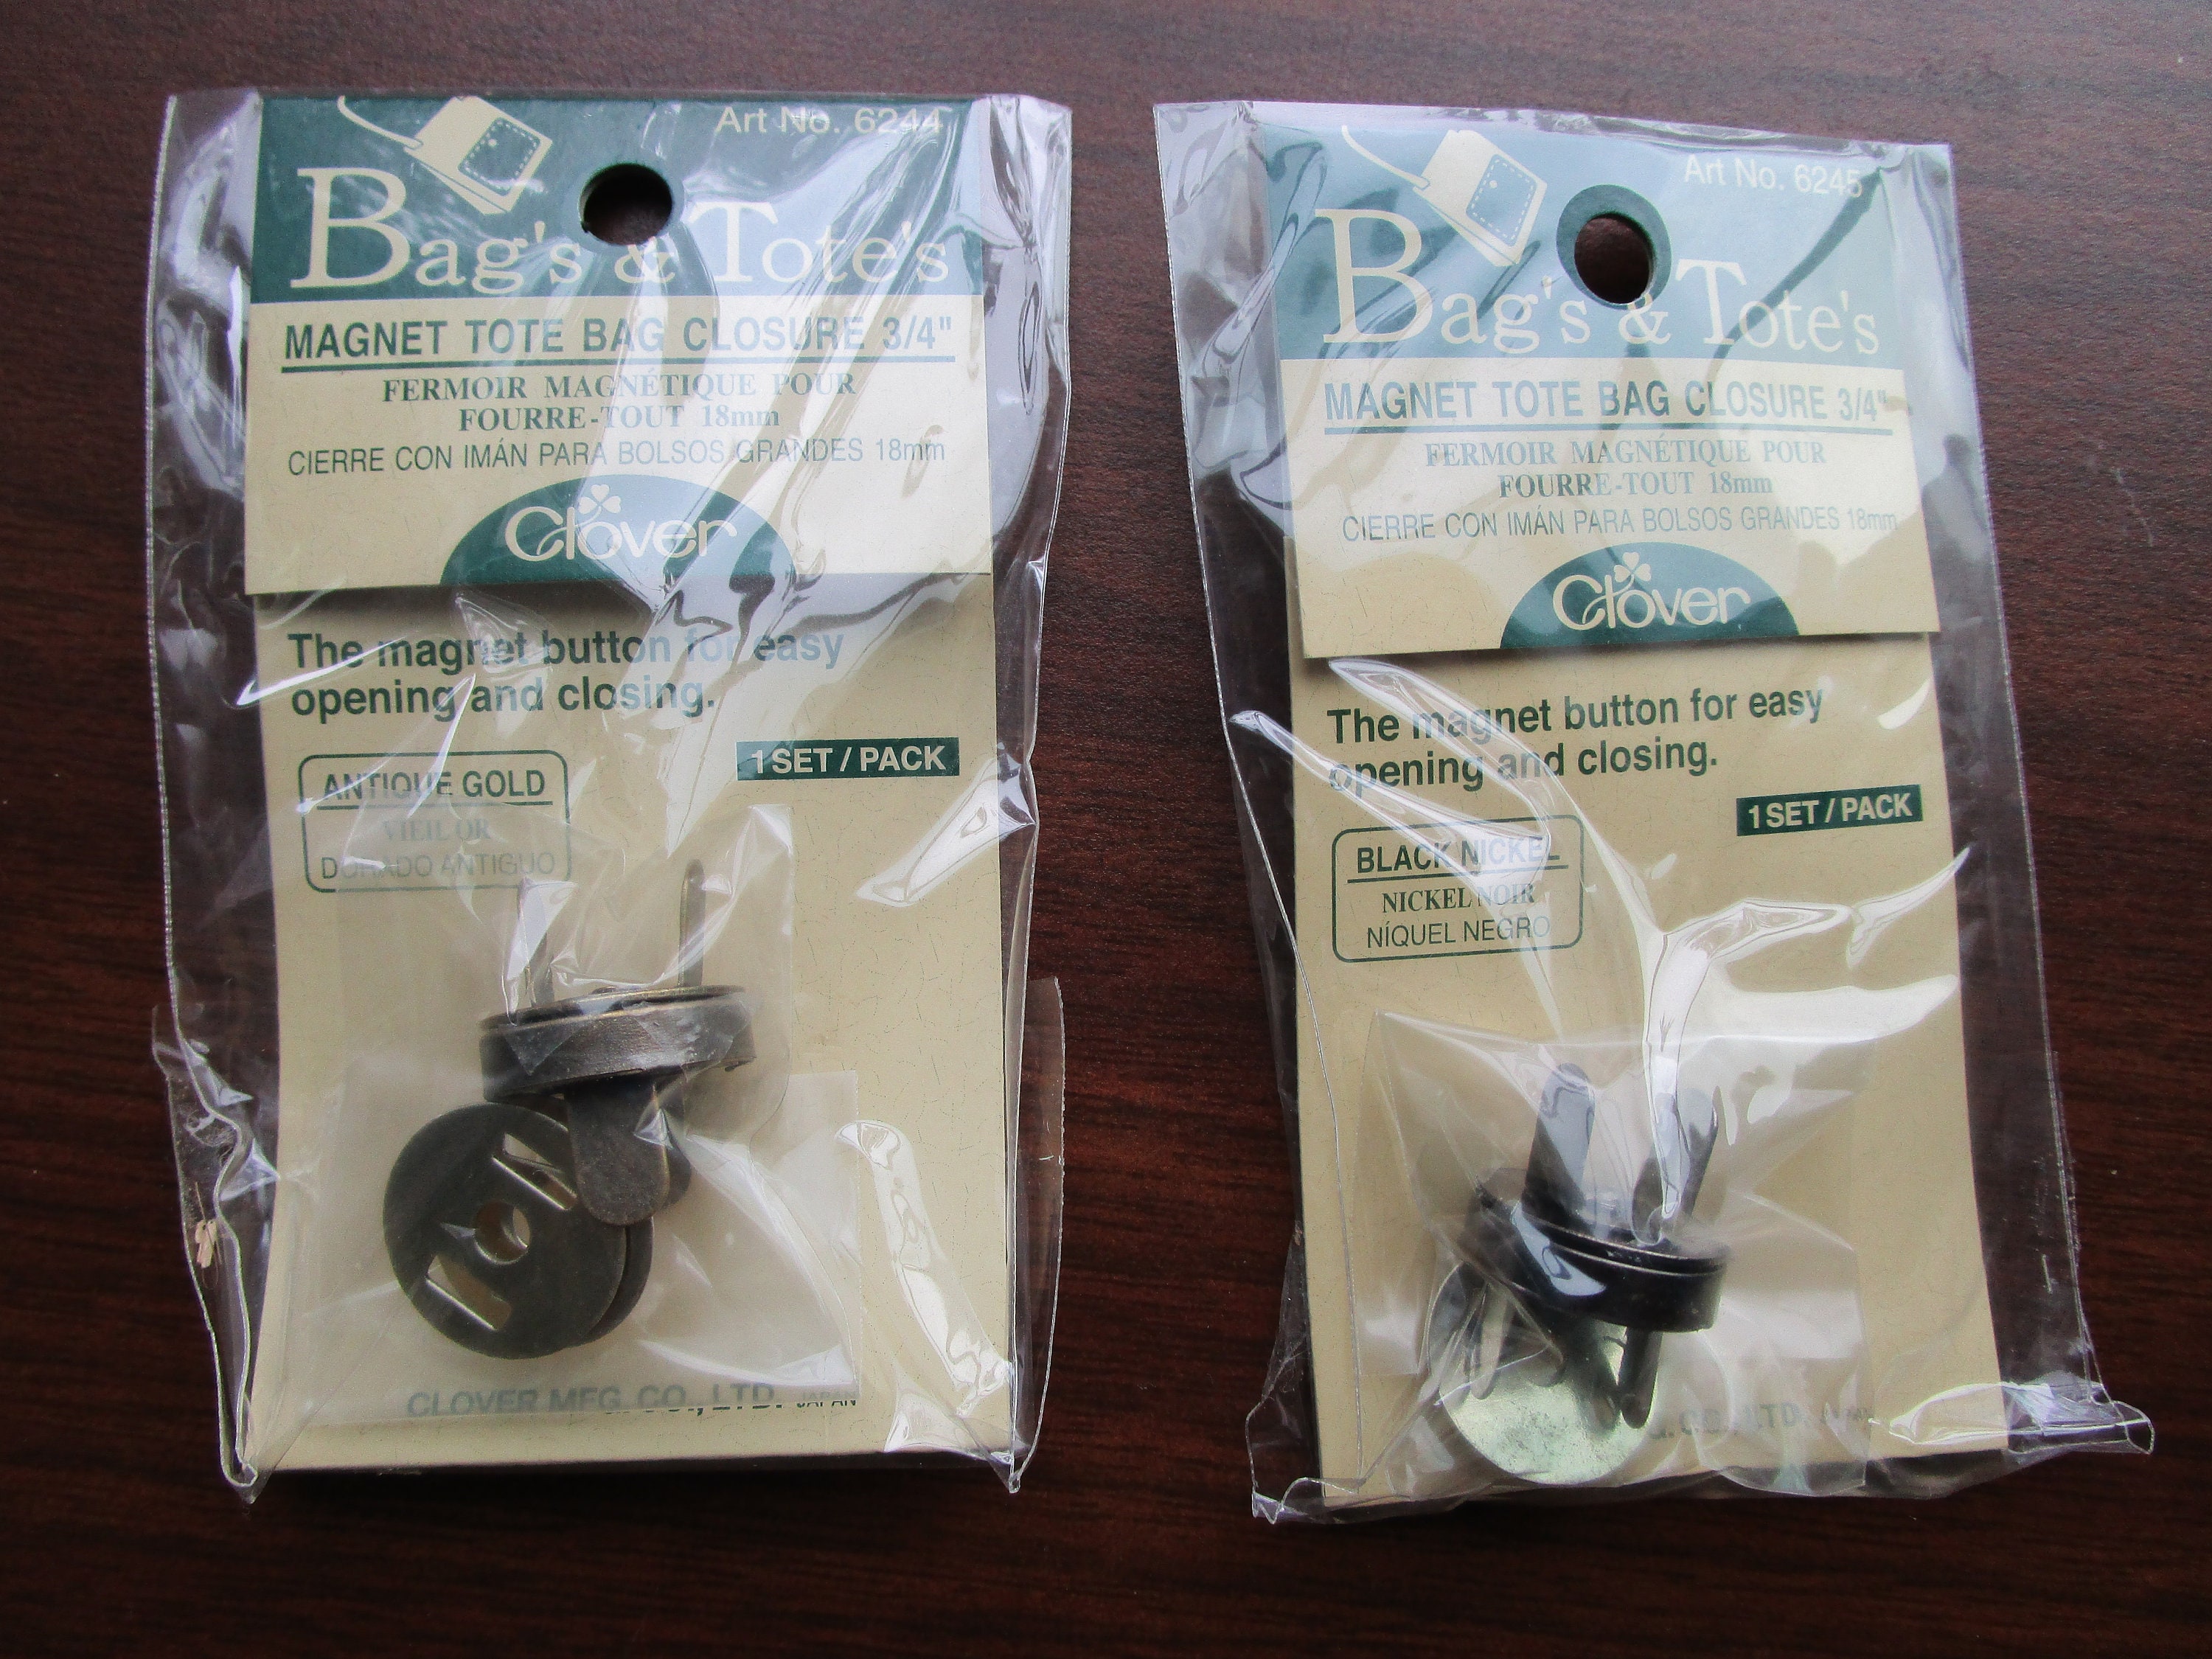 Art No. 6244
Bag's & Tote's
MAGNET TOTE BAG CLOSURE 3/4"
FERMOIR MAGNÉTIQUE POUR
FOURRE-TOUT 18mm
CIERRE CON IMÁN PARA BOLSOS GRANDES 18mm
Clover
The magnet button for easy
opening and closing.
1 SET / PACK
ANTIQUE GOLD
VIEIL OR
DORADO ANTIGUO
CLOVER MFG. CO., LTD. JAPAN
Art No. 6245
Bag's & Tote's
MAGNET TOTE BAG CLOSURE 3/4"
FERMOIR MAGNÉTIQUE POUR
FOURRE-TOUT 18mm
CIERRE CON IMÁN PARA BOLSOS GRANDES 18mm
Clover
The magnet button for easy
opening and closing.
1 SET / PACK
BLACK NICKEL
NICKEL NOIR
NÍQUEL NEGRO
CO., LTD.